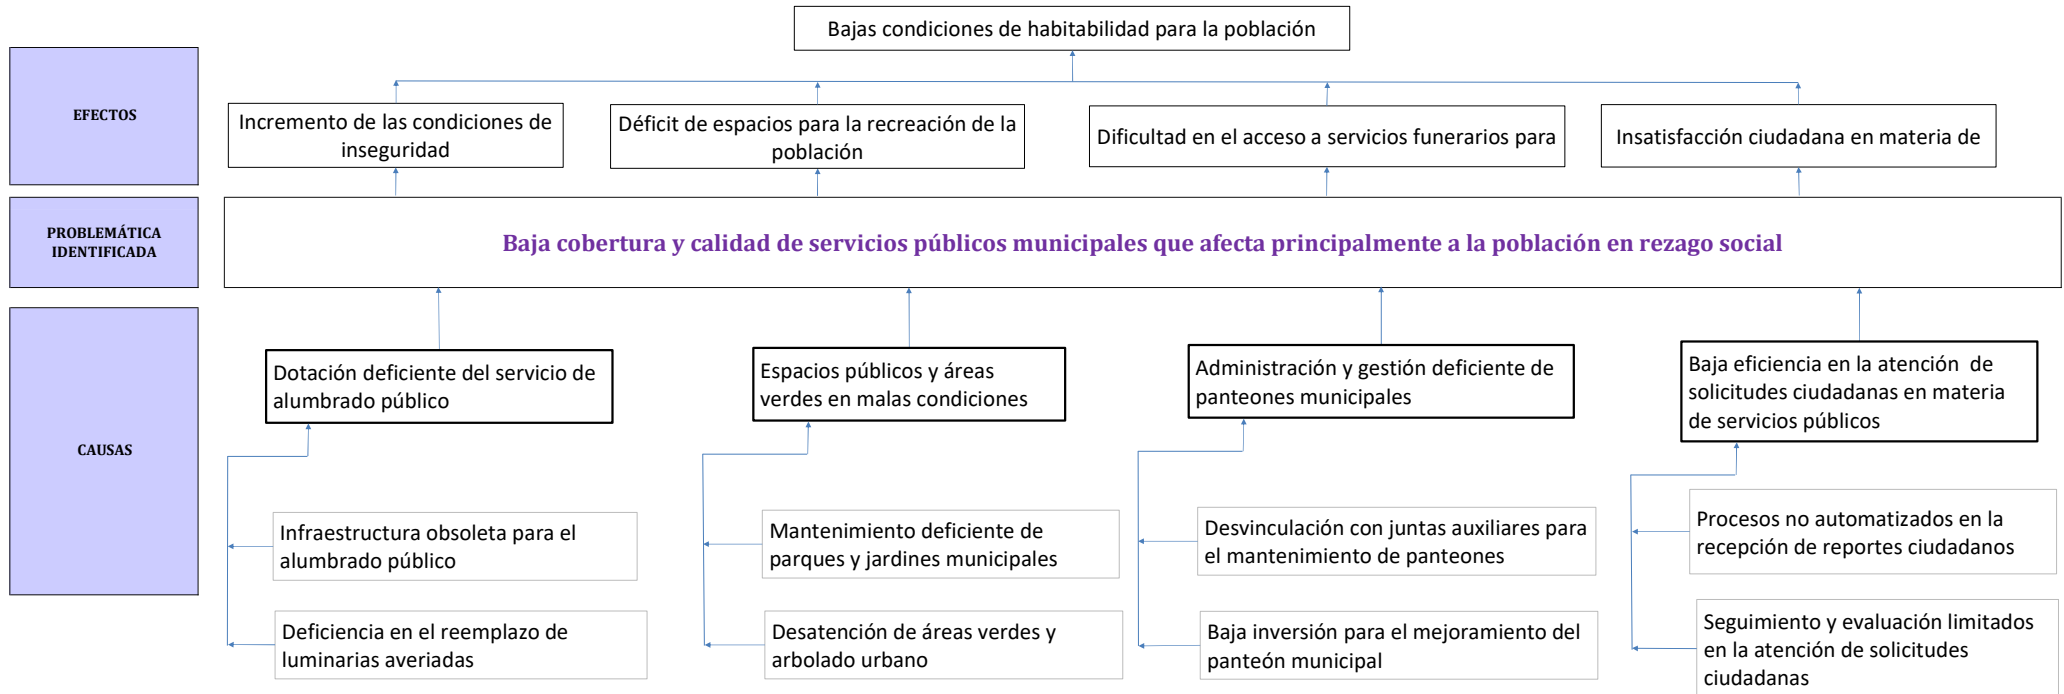 Bajas condiciones de habitabilidad para la población
EFECTOS
Incremento de las condiciones de
inseguridad
Déficit de espacios para la recreación de la
población
Dificultad en el acceso a servicios funerarios para
Insatisfacción ciudadana en materia de
PROBLEMÁTICA
IDENTIFICADA
Baja cobertura y calidad de servicios públicos municipales que afecta principalmente a la población en rezago social
CAUSAS
Dotación deficiente del servicio de
alumbrado público
Espacios públicos y áreas
verdes en malas condiciones
Administración y gestión deficiente de
panteones municipales
Baja eficiencia en la atención  de
solicitudes ciudadanas en materia
de servicios públicos
Infraestructura obsoleta para el
alumbrado público
Mantenimiento deficiente de
parques y jardines municipales
Desvinculación con juntas auxiliares para
el mantenimiento de panteones
Procesos no automatizados en la
recepción de reportes ciudadanos
Deficiencia en el reemplazo de
luminarias averiadas
Desatención de áreas verdes y
arbolado urbano
Baja inversión para el mejoramiento del
panteón municipal
Seguimiento y evaluación limitados
en la atención de solicitudes
ciudadanas